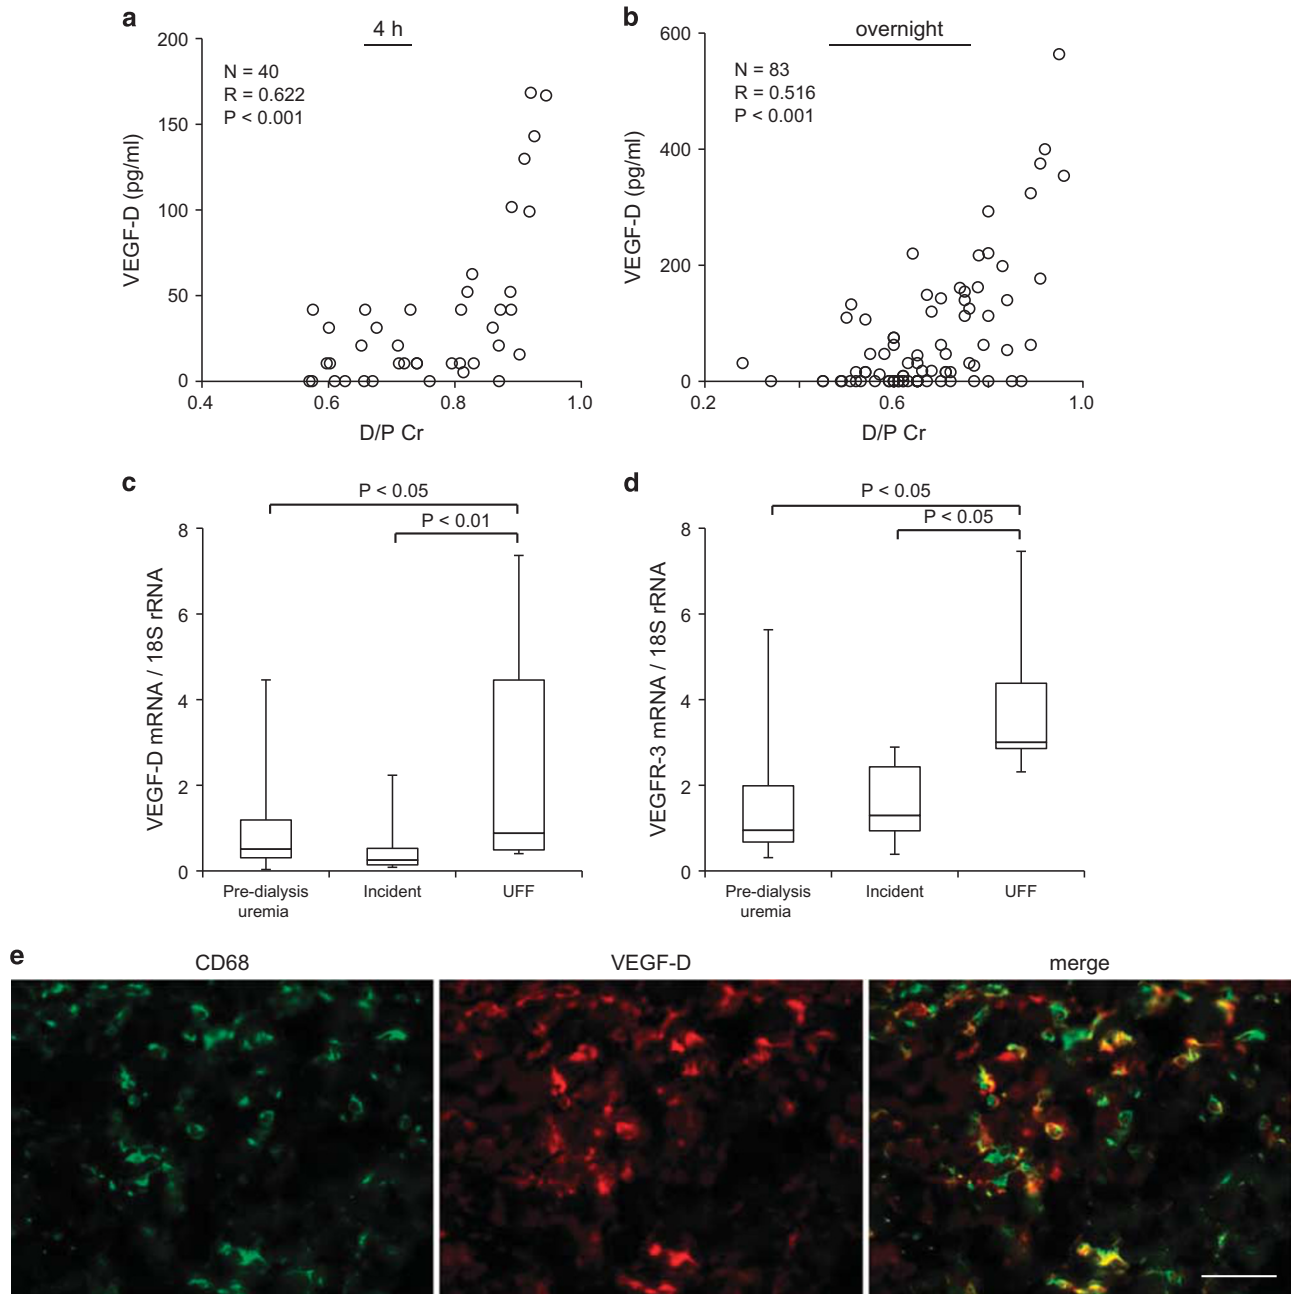 a
4 h
N = 40
R = 0.622
P < 0.001
VEGF-D (pg/ml)
200
150
100
50
0
0.4
0.6
0.8
1.0
D/P Cr
b
overnight
N = 83
R = 0.516
P < 0.001
VEGF-D (pg/ml)
600
400
200
0
0.2
0.6
1.0
D/P Cr
c
P < 0.05
P < 0.01
VEGF-D mRNA / 18S rRNA
8
6
4
2
0
Pre-dialysis
uremia
Incident
UFF
d
P < 0.05
P < 0.05
VEGFR-3 mRNA / 18S rRNA
8
6
4
2
0
Pre-dialysis
uremia
Incident
UFF
e
CD68
VEGF-D
merge